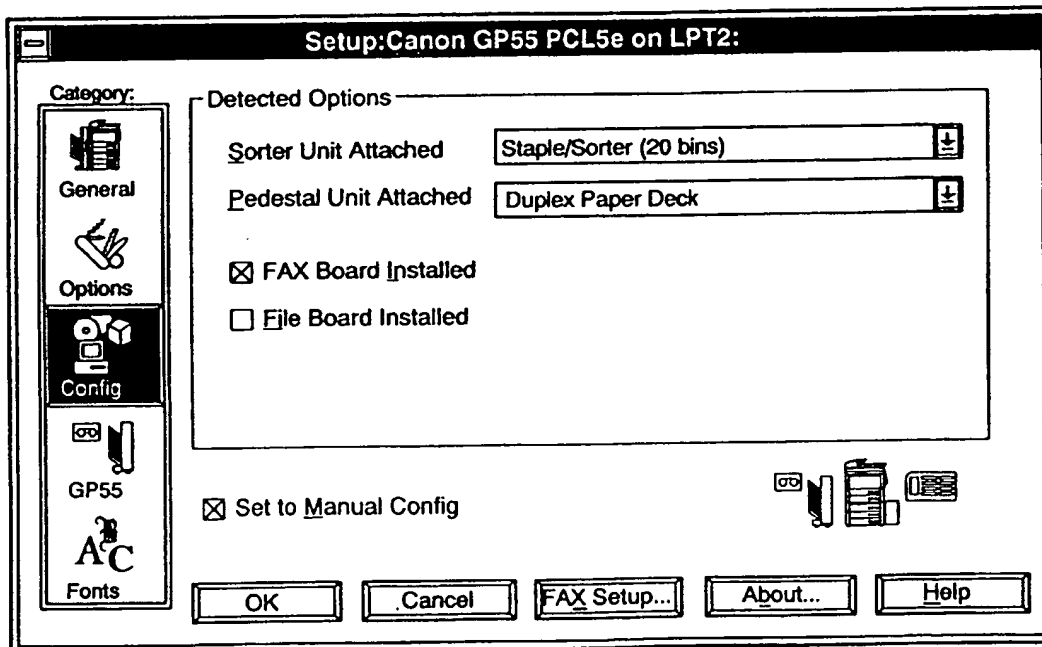 Setup:Canon GP55 PCL5e on LPT2:
Category:
General
Options
Config
GP55
Fonts
Detected Options
Sorter Unit Attached
Staple/Sorter (20 bins)
Pedestal Unit Attached
Duplex Paper Deck
FAX Board Installed
File Board Installed
Set to Manual Config
OK
Cancel
FAX Setup...
About...
Help